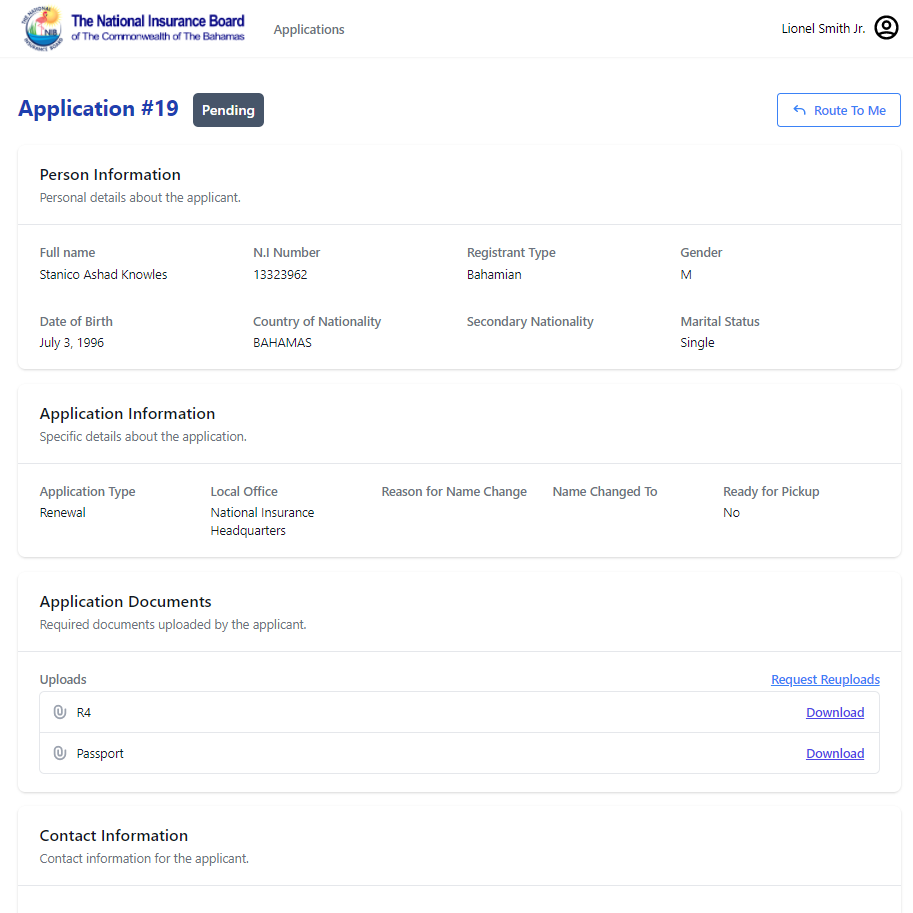 THE NATIONAL
NIB
INSURANCE BOARD
The National Insurance Board
of The Commonwealth of The Bahamas
Applications
Lionel Smith Jr.
Application #19
Pending
Route To Me
Person Information
Personal details about the applicant.
Full name N.I Number Registrant Type Gender
Stanico Ashad Knowles 13323962 Bahamian M
Date of Birth Country of Nationality Secondary Nationality Marital Status
July 3, 1996 BAHAMAS Single
Application Information
Specific details about the application.
Application Type Local Office Reason for Name Change Name Changed To Ready for Pickup
Renewal National Insurance No
Headquarters
Application Documents
Required documents uploaded by the applicant.
Uploads Request Reuploads
R4 Download
Passport Download
Contact Information
Contact information for the applicant.